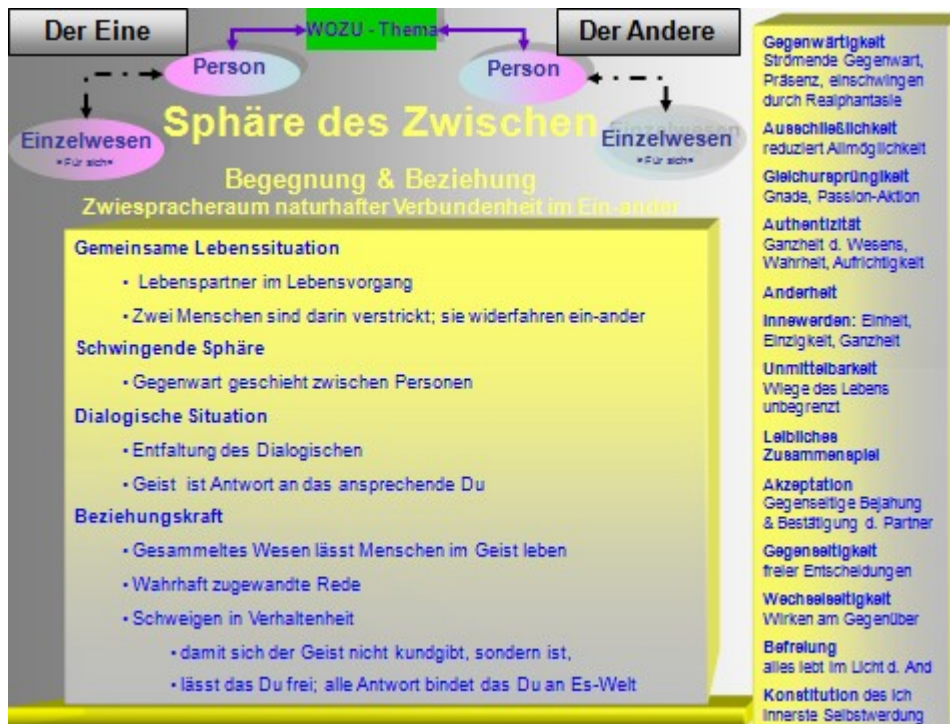 Der Eine
WOZU - Thema
Der Andere
Person
Person
Einzelwesen
»Für sich«
Einzelwesen
»Für sich«
Sphäre des Zwischen
Begegnung & Beziehung
Zwiespracheraum naturhafter Verbundenheit im Ein-ander
Gemeinsame Lebenssituation
▪ Lebenspartner im Lebensvorgang
▪ Zwei Menschen sind darin verstrickt; sie widerfahren ein-ander
Schwingende Sphäre
▪ Gegenwart geschieht zwischen Personen
Dialogische Situation
▪ Entfaltung des Dialogischen
▪ Geist ist Antwort an das ansprechende Du
Beziehungskraft
▪ Gesammeltes Wesen lässt Menschen im Geist leben
▪ Wahrhaft zugewandte Rede
▪ Schweigen in Verhaltenheit
▪ damit sich der Geist nicht kundgibt, sondern ist,
▪ lässt das Du frei; alle Antwort bindet das Du an Es-Welt
Gegenwärtigkeit
Strömende Gegenwart,
Präsenz, einschwingen
durch Realphantasie
Ausschließlichkeit
reduziert Allmöglichkeit
Gleichursprüngikeit
Gnade, Passion-Aktion
Authentizität
Ganzheit d. Wesens,
Wahrheit, Aufrichtigkeit
Anderheit
Innewerden: Einheit,
Einzigkeit, Ganzheit
Unmittelbarkeit
Wiege des Lebens
unbegrenzt
Leibliches
Zusammenspiel
Akzeptation
Gegenseitige Bejahung
& Bestätigung d. Partner
Gegenseitigkeit
freier Entscheidungen
Wechselseitigkeit
Wirken am Gegenüber
Befreiung
alles lebt im Licht d. And
Konstitution des Ich
Innerste Selbstwerdung